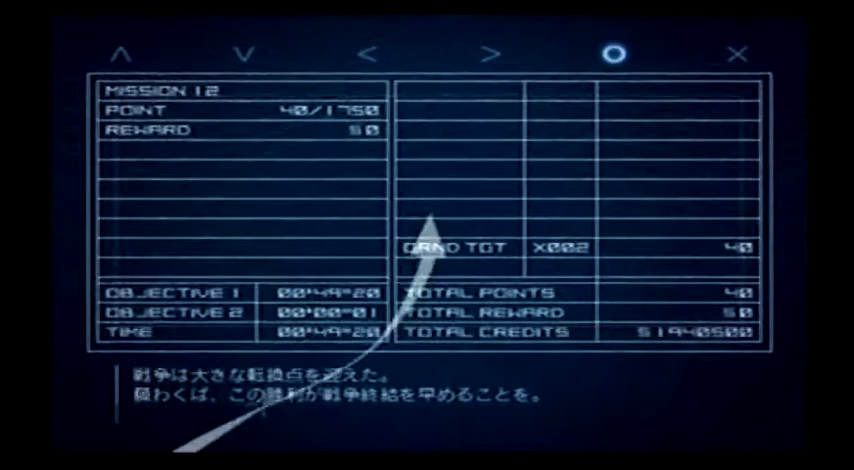 MISSION 12
POINT 40/1750
REWARD 50
OBJECTIVE 1 00'49"20
OBJECTIVE 2 00'00"01
TIME 00'49"20
GRND TGT X002 40
TOTAL POINTS 40
TOTAL REWARD 50
TOTAL CREDITS 51940500
戦争は大きな転換点を迎えた。
願わくば、この勝利が戦争終結を早めることを。